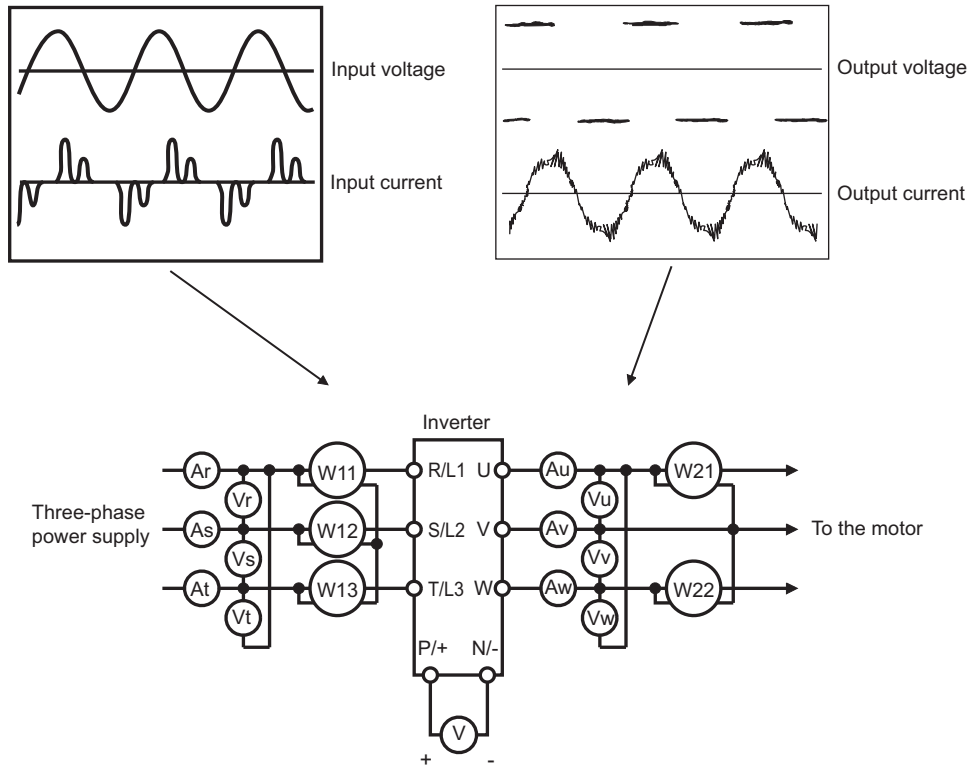 Input voltage
Output voltage
Input current
Output current
Inverter
Ar
W11
R/L1
U
Au
W21
Vr
Vu
Three-phase
power supply
As
W12
S/L2
V
Av
To the motor
Vs
Vv
At
W13
T/L3
W
Aw
W22
Vt
Vw
P/+
N/-
V
+
-